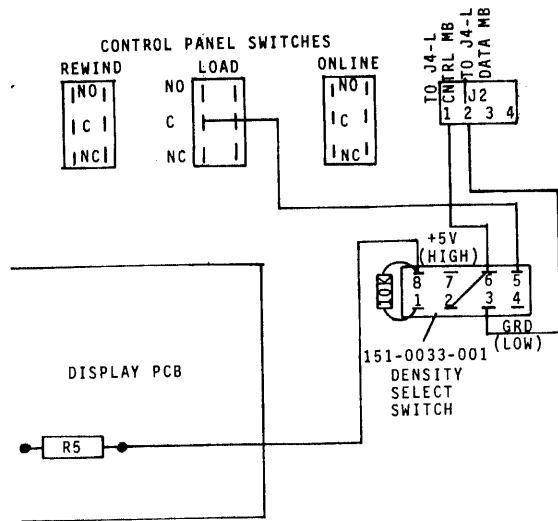 CONTROL PANEL SWITCHES
REWIND
LOAD
ONLINE
NO
C
NC
NO
C
NC
NO
C
NC
TO J4-L
CNTRL MB
TO J4-L
DATA MB
J2
1 2 3 4
+5V
(HIGH)
10K
8 7 6 5
1 2 3 4
GRD
(LOW)
151-0033-001
DENSITY
SELECT
SWITCH
DISPLAY PCB
R5